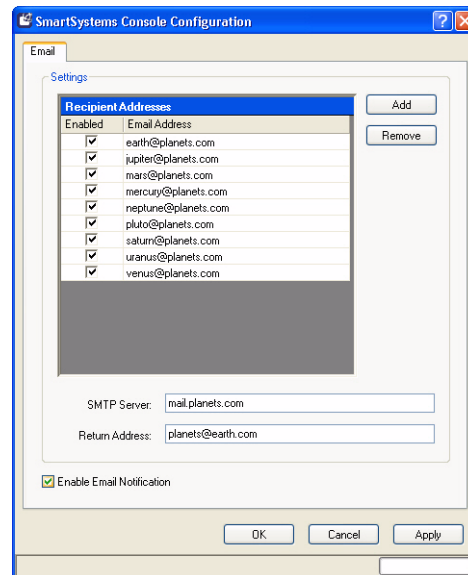 SmartSystems Console Configuration
Email
Settings
Recipient Addresses
Add
Enabled Email Address
Remove
earth@planets.com
jupiter@planets.com
mars@planets.com
mercury@planets.com
neptune@planets.com
pluto@planets.com
saturn@planets.com
uranus@planets.com
venus@planets.com
SMTP Server: mail.planets.com
Return Address: planets@earth.com
Enable Email Notification
OK Cancel Apply